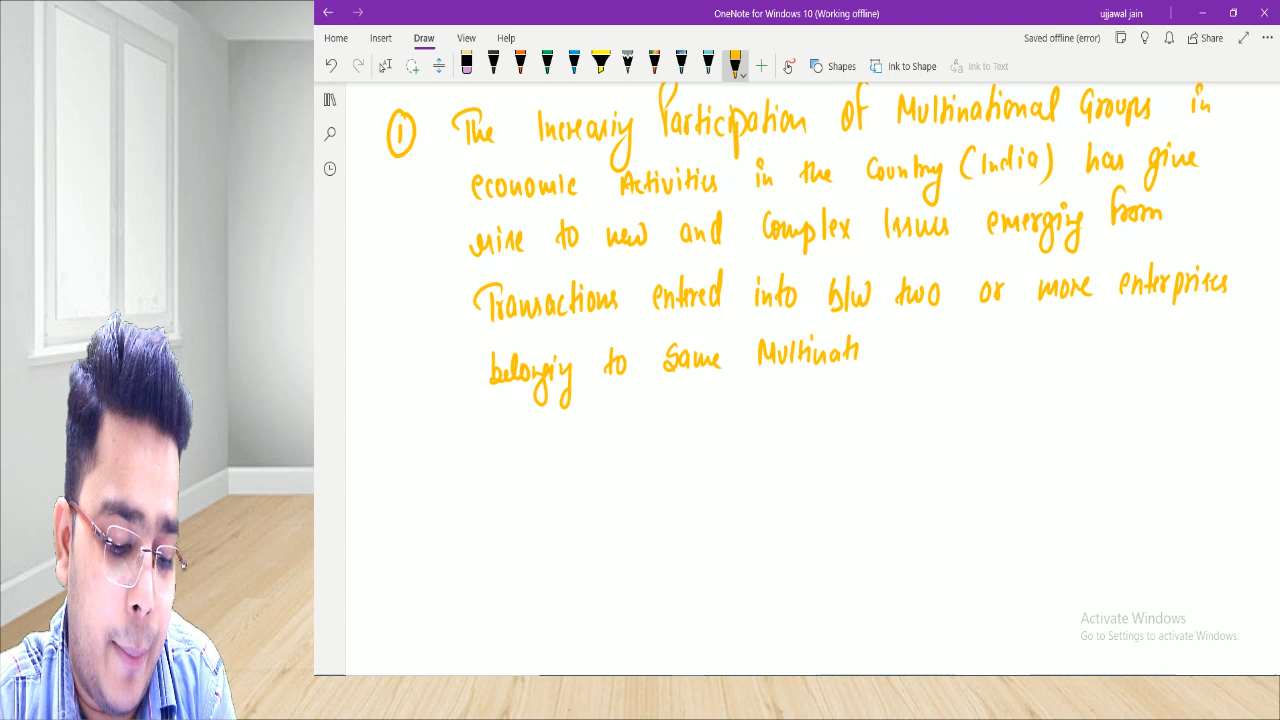 OneNote for Windows 10 (Working offline)
ujjawal jain
Home Insert Draw View Help
Saved offline (error)
Share
Shapes
Ink to Shape
Ink to Text
① The Increasing Participation of Multinational Groups in
economic Activities in the Country (India) has give
rise to new and Complex Issues emerging from
Transactions entered into b/w two or more enterprises
belonging to Same Multinati
Activate Windows
Go to Settings to activate Windows.